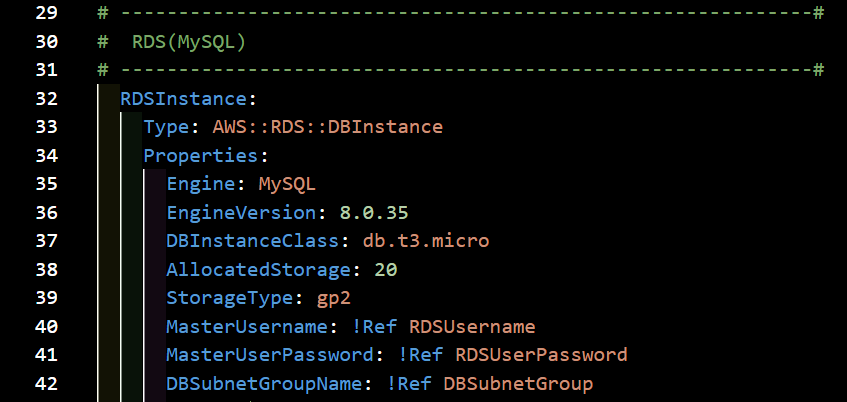 29 # ------------------------------------------------------------#
30 #  RDS(MySQL)
31 # ------------------------------------------------------------#
32   RDSInstance:
33     Type: AWS::RDS::DBInstance
34     Properties:
35       Engine: MySQL
36       EngineVersion: 8.0.35
37       DBInstanceClass: db.t3.micro
38       AllocatedStorage: 20
39       StorageType: gp2
40       MasterUsername: !Ref RDSUsername
41       MasterUserPassword: !Ref RDSUserPassword
42       DBSubnetGroupName: !Ref DBSubnetGroup